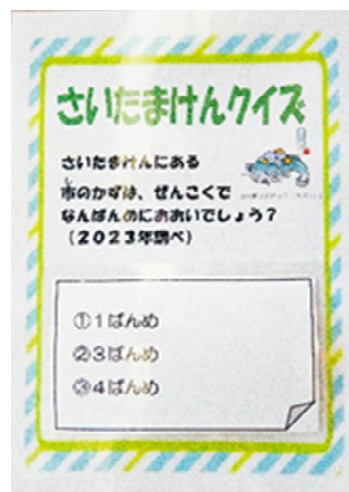 さいたまけんクイズ
さいたまけんにある
市のかずは、ぜんこくで
なんばんめにおおいでしょう？
（２０２３年調べ）
①１ばんめ
②３ばんめ
③４ばんめ